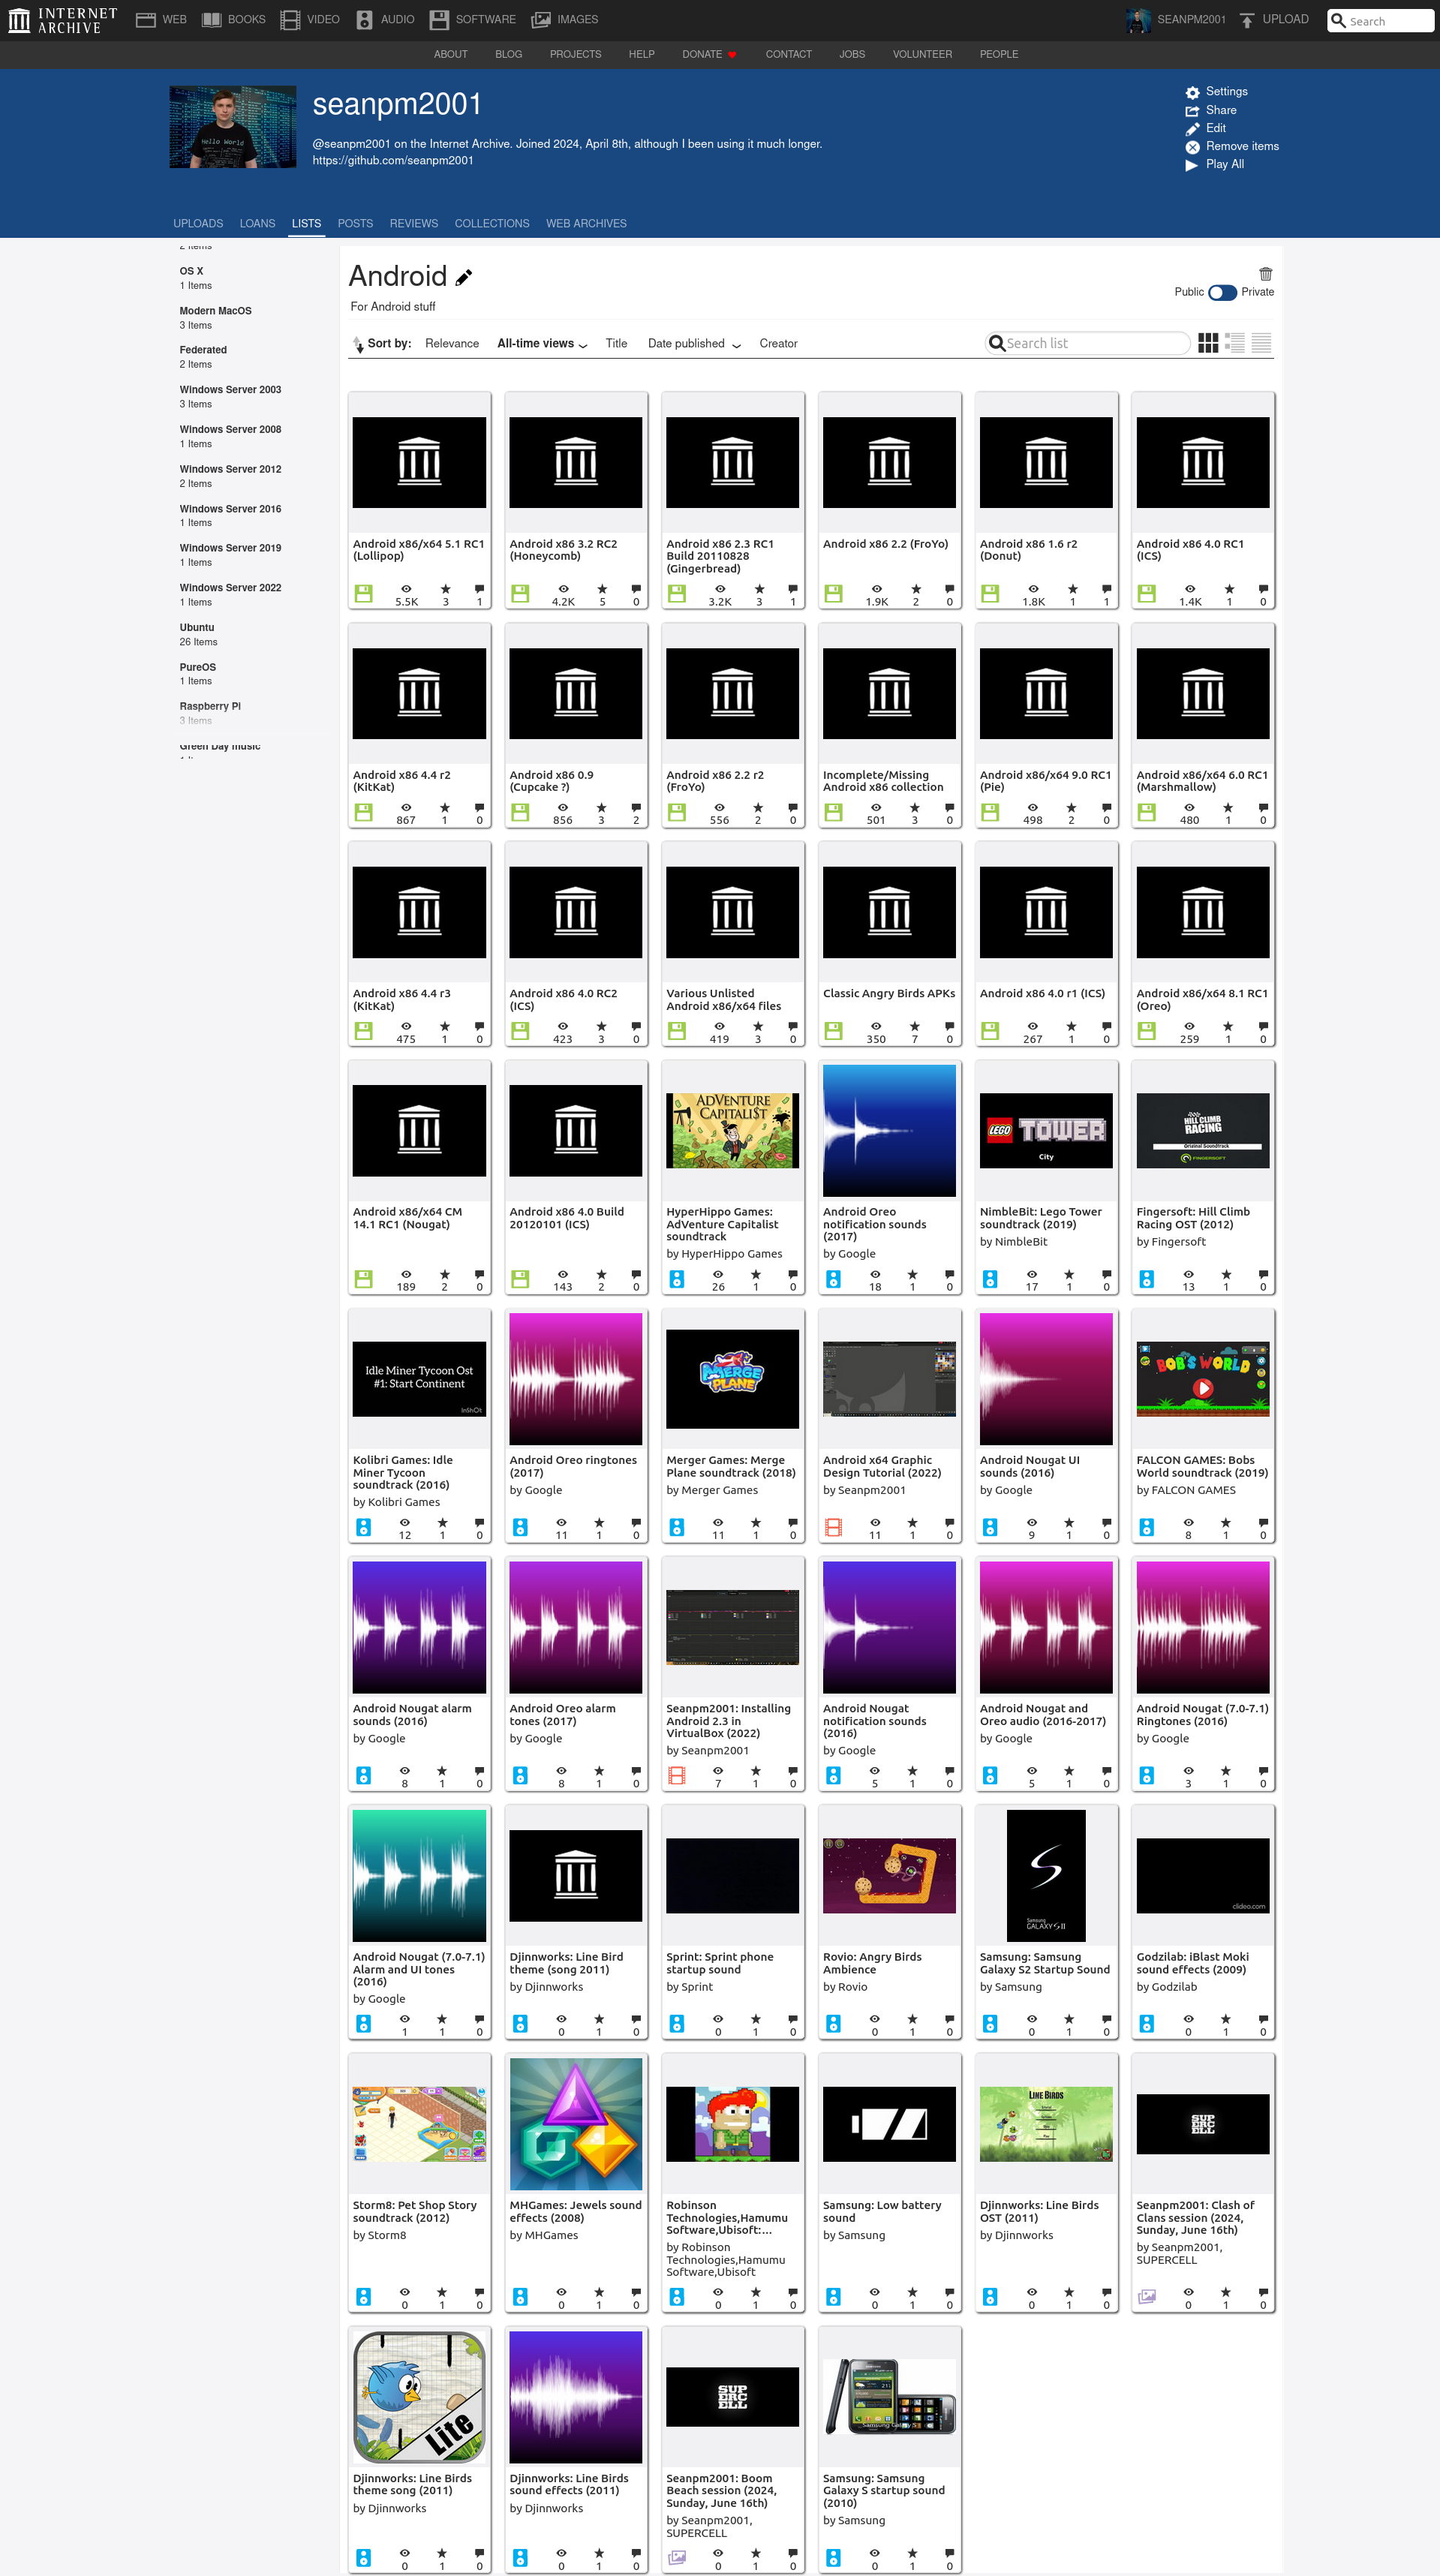 INTERNET ARCHIVE
WEB BOOKS VIDEO AUDIO SOFTWARE IMAGES
SEANPM2001 UPLOAD Search
ABOUT BLOG PROJECTS HELP DONATE CONTACT JOBS VOLUNTEER PEOPLE
Hello World
seanpm2001
@seanpm2001 on the Internet Archive. Joined 2024, April 8th, although I been using it much longer.
https://github.com/seanpm2001
Settings
Share
Edit
Remove items
Play All
UPLOADS LOANS LISTS POSTS REVIEWS COLLECTIONS WEB ARCHIVES
2 Items
OS X
1 Items
Modern MacOS
3 Items
Federated
2 Items
Windows Server 2003
3 Items
Windows Server 2008
1 Items
Windows Server 2012
2 Items
Windows Server 2016
1 Items
Windows Server 2019
1 Items
Windows Server 2022
1 Items
Ubuntu
26 Items
PureOS
1 Items
Raspberry Pi
3 Items
Green Day music
Android
For Android stuff
Public Private
Sort by: Relevance All-time views Title Date published Creator
Search list
Android x86/x64 5.1 RC1 (Lollipop)
5.5K 3 1
Android x86 3.2 RC2 (Honeycomb)
4.2K 5 0
Android x86 2.3 RC1 Build 20110828 (Gingerbread)
3.2K 3 1
Android x86 2.2 (FroYo)
1.9K 2 0
Android x86 1.6 r2 (Donut)
1.8K 1 1
Android x86 4.0 RC1 (ICS)
1.4K 1 0
Android x86 4.4 r2 (KitKat)
867 1 0
Android x86 0.9 (Cupcake ?)
856 3 2
Android x86 2.2 r2 (FroYo)
556 2 0
Incomplete/Missing Android x86 collection
501 3 0
Android x86/x64 9.0 RC1 (Pie)
498 2 0
Android x86/x64 6.0 RC1 (Marshmallow)
480 1 0
Android x86 4.4 r3 (KitKat)
475 1 0
Android x86 4.0 RC2 (ICS)
423 3 0
Various Unlisted Android x86/x64 files
419 3 0
Classic Angry Birds APKs
350 7 0
Android x86 4.0 r1 (ICS)
267 1 0
Android x86/x64 8.1 RC1 (Oreo)
259 1 0
Android x86/x64 CM 14.1 RC1 (Nougat)
189 2 0
Android x86 4.0 Build 20120101 (ICS)
143 2 0
ADVENTURE CAPITALI$T
HyperHippo Games: AdVenture Capitalist soundtrack
by HyperHippo Games
26 1 0
Android Oreo notification sounds (2017)
by Google
18 1 0
LEGO TOWER
City
NimbleBit: Lego Tower soundtrack (2019)
by NimbleBit
17 1 0
HILL CLIMB RACING
Original Soundtrack
FINGERSOFT
Fingersoft: Hill Climb Racing OST (2012)
by Fingersoft
13 1 0
Idle Miner Tycoon Ost
#1: Start Continent
InShOt
Kolibri Games: Idle Miner Tycoon soundtrack (2016)
by Kolibri Games
12 1 0
Android Oreo ringtones (2017)
by Google
11 1 0
MERGE PLANE
Merger Games: Merge Plane soundtrack (2018)
by Merger Games
11 1 0
Android x64 Graphic Design Tutorial (2022)
by Seanpm2001
11 1 0
Android Nougat UI sounds (2016)
by Google
9 1 0
BOB'S WORLD
FALCON GAMES: Bobs World soundtrack (2019)
by FALCON GAMES
8 1 0
Android Nougat alarm sounds (2016)
by Google
8 1 0
Android Oreo alarm tones (2017)
by Google
8 1 0
Seanpm2001: Installing Android 2.3 in VirtualBox (2022)
by Seanpm2001
7 1 0
Android Nougat notification sounds (2016)
by Google
5 1 0
Android Nougat and Oreo audio (2016-2017)
by Google
5 1 0
Android Nougat (7.0-7.1) Ringtones (2016)
by Google
3 1 0
Android Nougat (7.0-7.1) Alarm and UI tones (2016)
by Google
1 1 0
Djinnworks: Line Bird theme (song 2011)
by Djinnworks
0 1 0
Sprint: Sprint phone startup sound
by Sprint
0 1 0
Rovio: Angry Birds Ambience
by Rovio
0 1 0
Samsung
GALAXY S II
Samsung: Samsung Galaxy S2 Startup Sound
by Samsung
0 1 0
clideo.com
Godzilab: iBlast Moki sound effects (2009)
by Godzilab
0 1 0
Storm8: Pet Shop Story soundtrack (2012)
by Storm8
0 1 0
MHGames: Jewels sound effects (2008)
by MHGames
0 1 0
Robinson Technologies,Hamumu Software,Ubisoft:...
by Robinson Technologies,Hamumu Software,Ubisoft
0 1 0
Samsung: Low battery sound
by Samsung
0 1 0
LINE BIRDS
Djinnworks: Line Birds OST (2011)
by Djinnworks
0 1 0
SUPERCELL
Seanpm2001: Clash of Clans session (2024, Sunday, June 16th)
by Seanpm2001, SUPERCELL
0 1 0
Lite
Djinnworks: Line Birds theme song (2011)
by Djinnworks
0 1 0
Djinnworks: Line Birds sound effects (2011)
by Djinnworks
0 1 0
SUPERCELL
Seanpm2001: Boom Beach session (2024, Sunday, June 16th)
by Seanpm2001, SUPERCELL
0 1 0
Samsung: Samsung Galaxy S startup sound (2010)
by Samsung
0 1 0